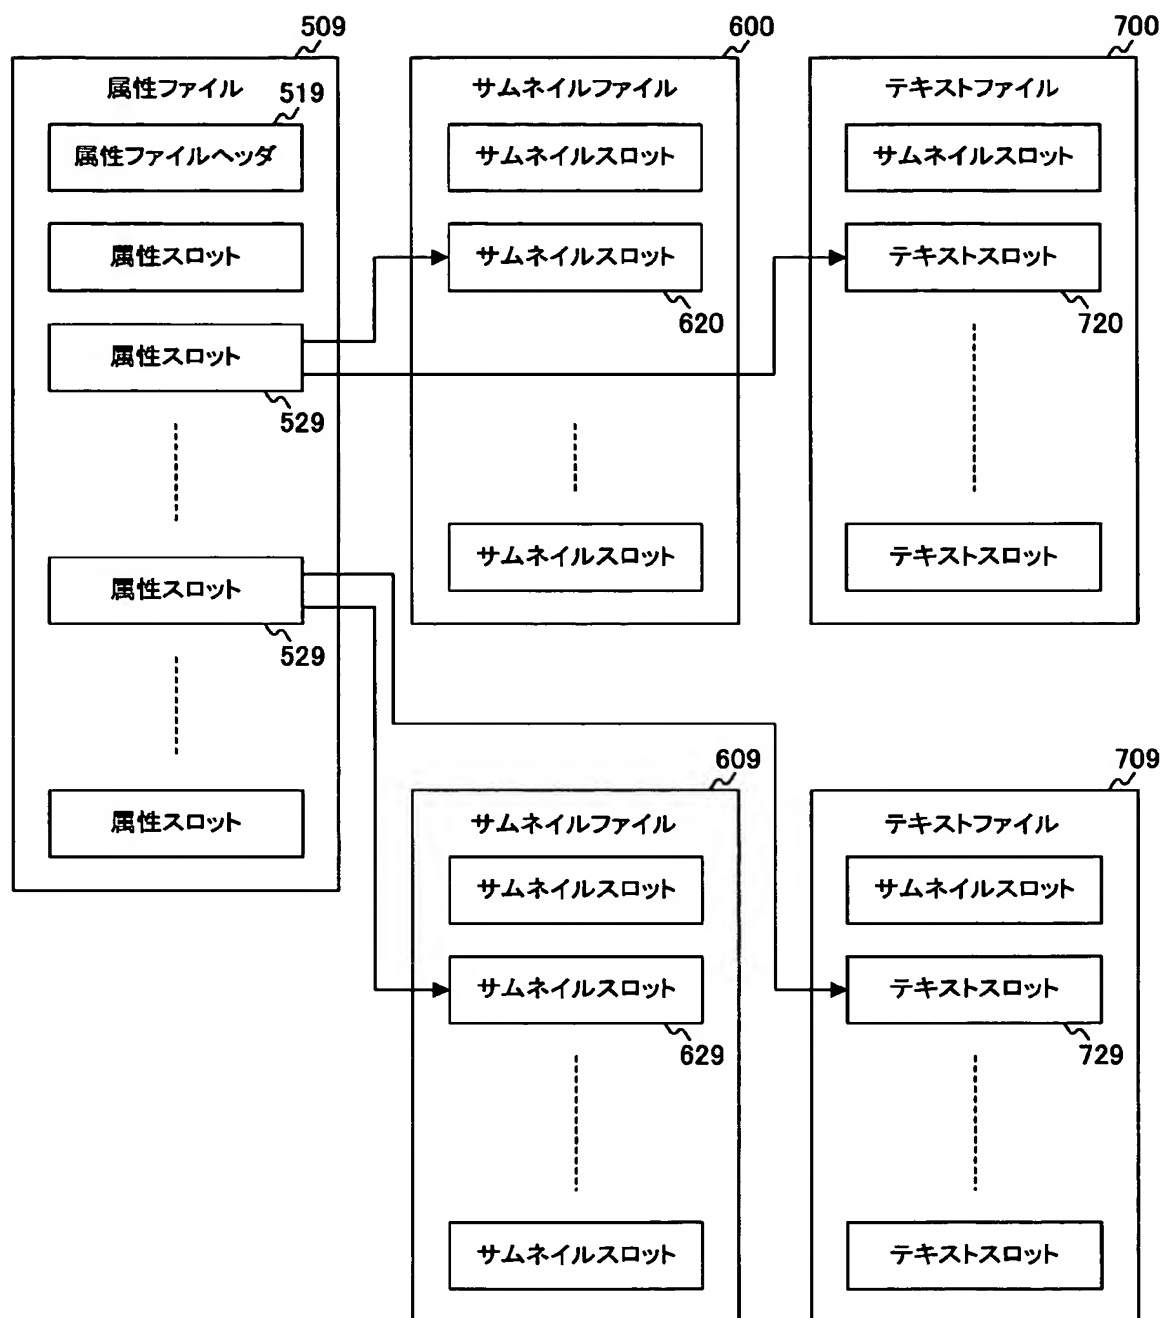 509
属性ファイル
519
属性ファイルヘッダ
属性スロット
属性スロット
529
属性スロット
529
属性スロット
600
サムネイルファイル
サムネイルスロット
サムネイルスロット
620
サムネイルスロット
700
テキストファイル
サムネイルスロット
テキストスロット
720
テキストスロット
609
サムネイルファイル
サムネイルスロット
サムネイルスロット
629
サムネイルスロット
709
テキストファイル
サムネイルスロット
テキストスロット
729
テキストスロット